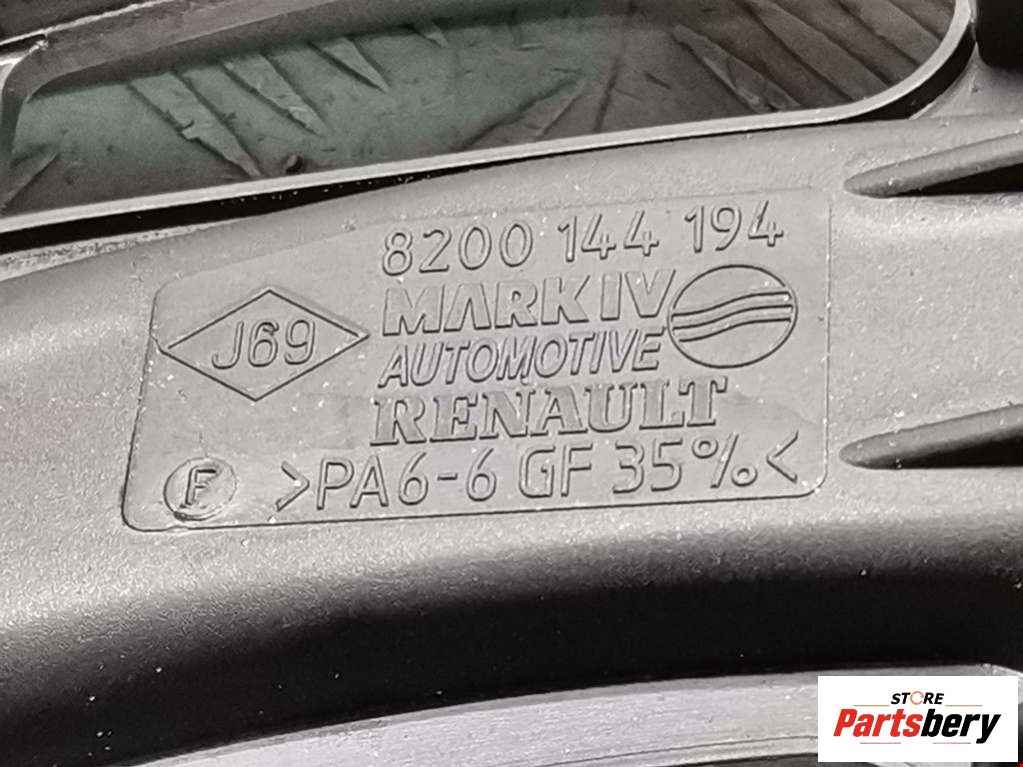 8200 144 194
MARK IV
AUTOMOTIVE
J69
RENAULT
F >PA6-6 GF 35%<
STORE
Partsbery